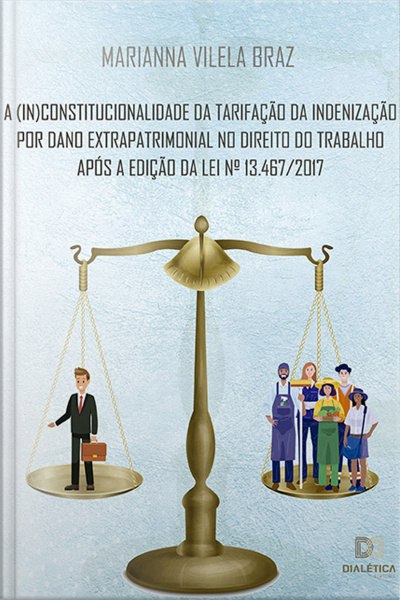 MARIANNA VILELA BRAZ
A (IN)CONSTITUCIONALIDADE DA TARIFAÇÃO DA INDENIZAÇÃO
POR DANO EXTRAPATRIMONIAL NO DIREITO DO TRABALHO
APÓS A EDIÇÃO DA LEI Nº 13.467/2017
DIALÉTICA
EDITORA